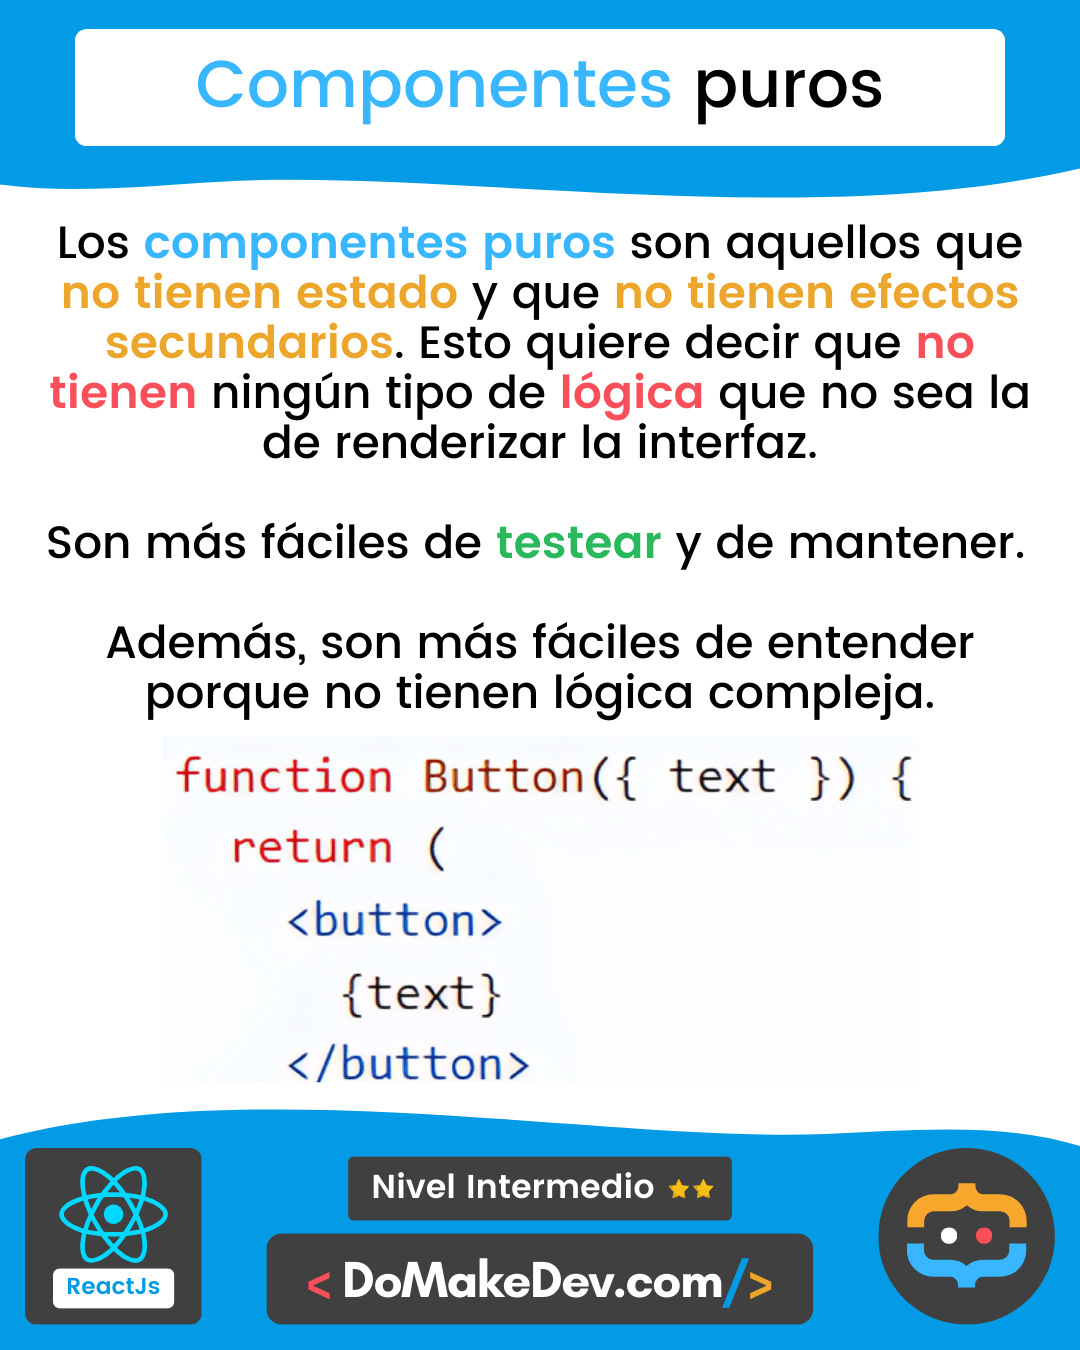 Componentes puros
Los componentes puros son aquellos que
no tienen estado y que no tienen efectos
secundarios. Esto quiere decir que no
tienen ningún tipo de lógica que no sea la
de renderizar la interfaz.
Son más fáciles de testear y de mantener.
Además, son más fáciles de entender
porque no tienen lógica compleja.
function Button({ text }) {
return (
<button>
{text}
</button>
Nivel Intermedio
ReactJs
< DoMakeDev.com/>